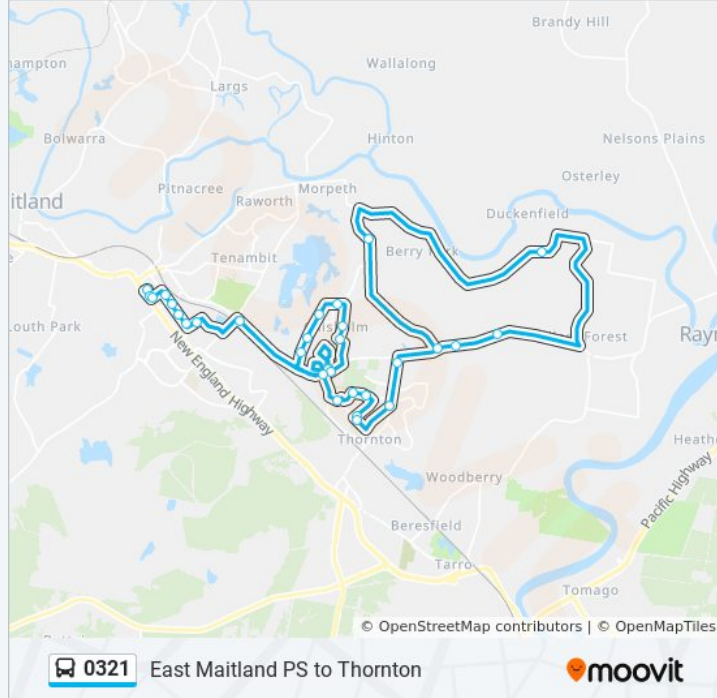 Brandy Hill
hampton
Wallalong
Largs
Bolwarra
Hinton
Nelsons Plains
Osterley
Pitnacree
Morpeth
itland
Raworth
Duckenfield
Berry Park
Tenambit
Louth Park
Forest
Raym
New England Highway
Thornton
Heathe
Woodberry
Pacific Highway
Beresfield
Tarro
Tomago
© OpenStreetMap contributors | © OpenMapTiles
0321 East Maitland PS to Thornton
moovit